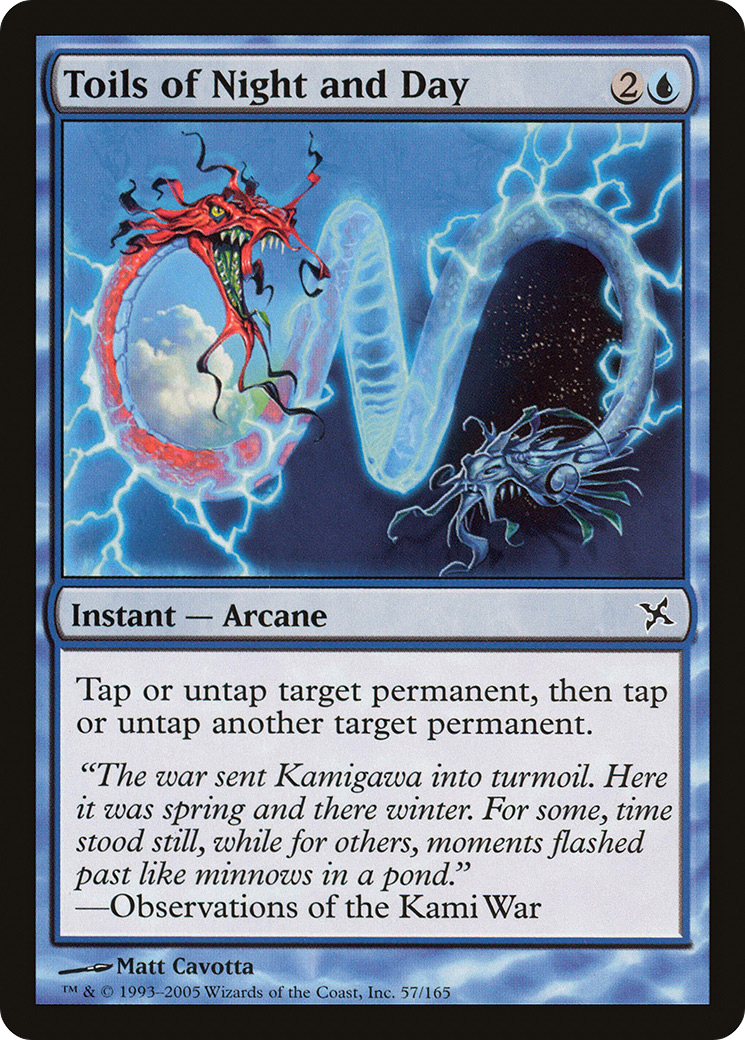 Toils of Night and Day 2
Instant — Arcane
Tap or untap target permanent, then tap
or untap another target permanent.
“The war sent Kamigawa into turmoil. Here
it was spring and there winter. For some, time
stood still, while for others, moments flashed
past like minnows in a pond.”
—Observations of the Kami War
Matt Cavotta
™ & © 1993–2005 Wizards of the Coast, Inc. 57/165